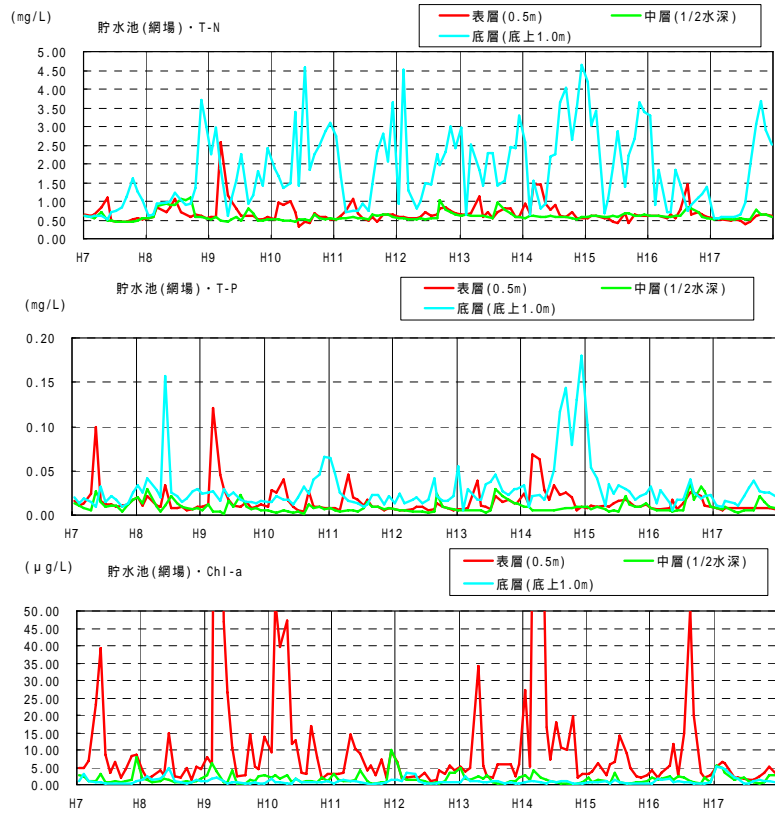 (mg/L)
貯水池(網場)・T-N
表層(0.5m)
中層(1/2水深)
底層(底上1.0m)
5.00
4.50
4.00
3.50
3.00
2.50
2.00
1.50
1.00
0.50
0.00
H7 H8 H9 H10 H11 H12 H13 H14 H15 H16 H17
貯水池(網場)・T-P
(mg/L)
表層(0.5m)
中層(1/2水深)
底層(底上1.0m)
0.20
0.15
0.10
0.05
0.00
H7 H8 H9 H10 H11 H12 H13 H14 H15 H16 H17
(μg/L)
貯水池(網場)・Chl-a
表層(0.5m)
中層(1/2水深)
底層(底上1.0m)
50.00
45.00
40.00
35.00
30.00
25.00
20.00
15.00
10.00
5.00
0.00
H7 H8 H9 H10 H11 H12 H13 H14 H15 H16 H17